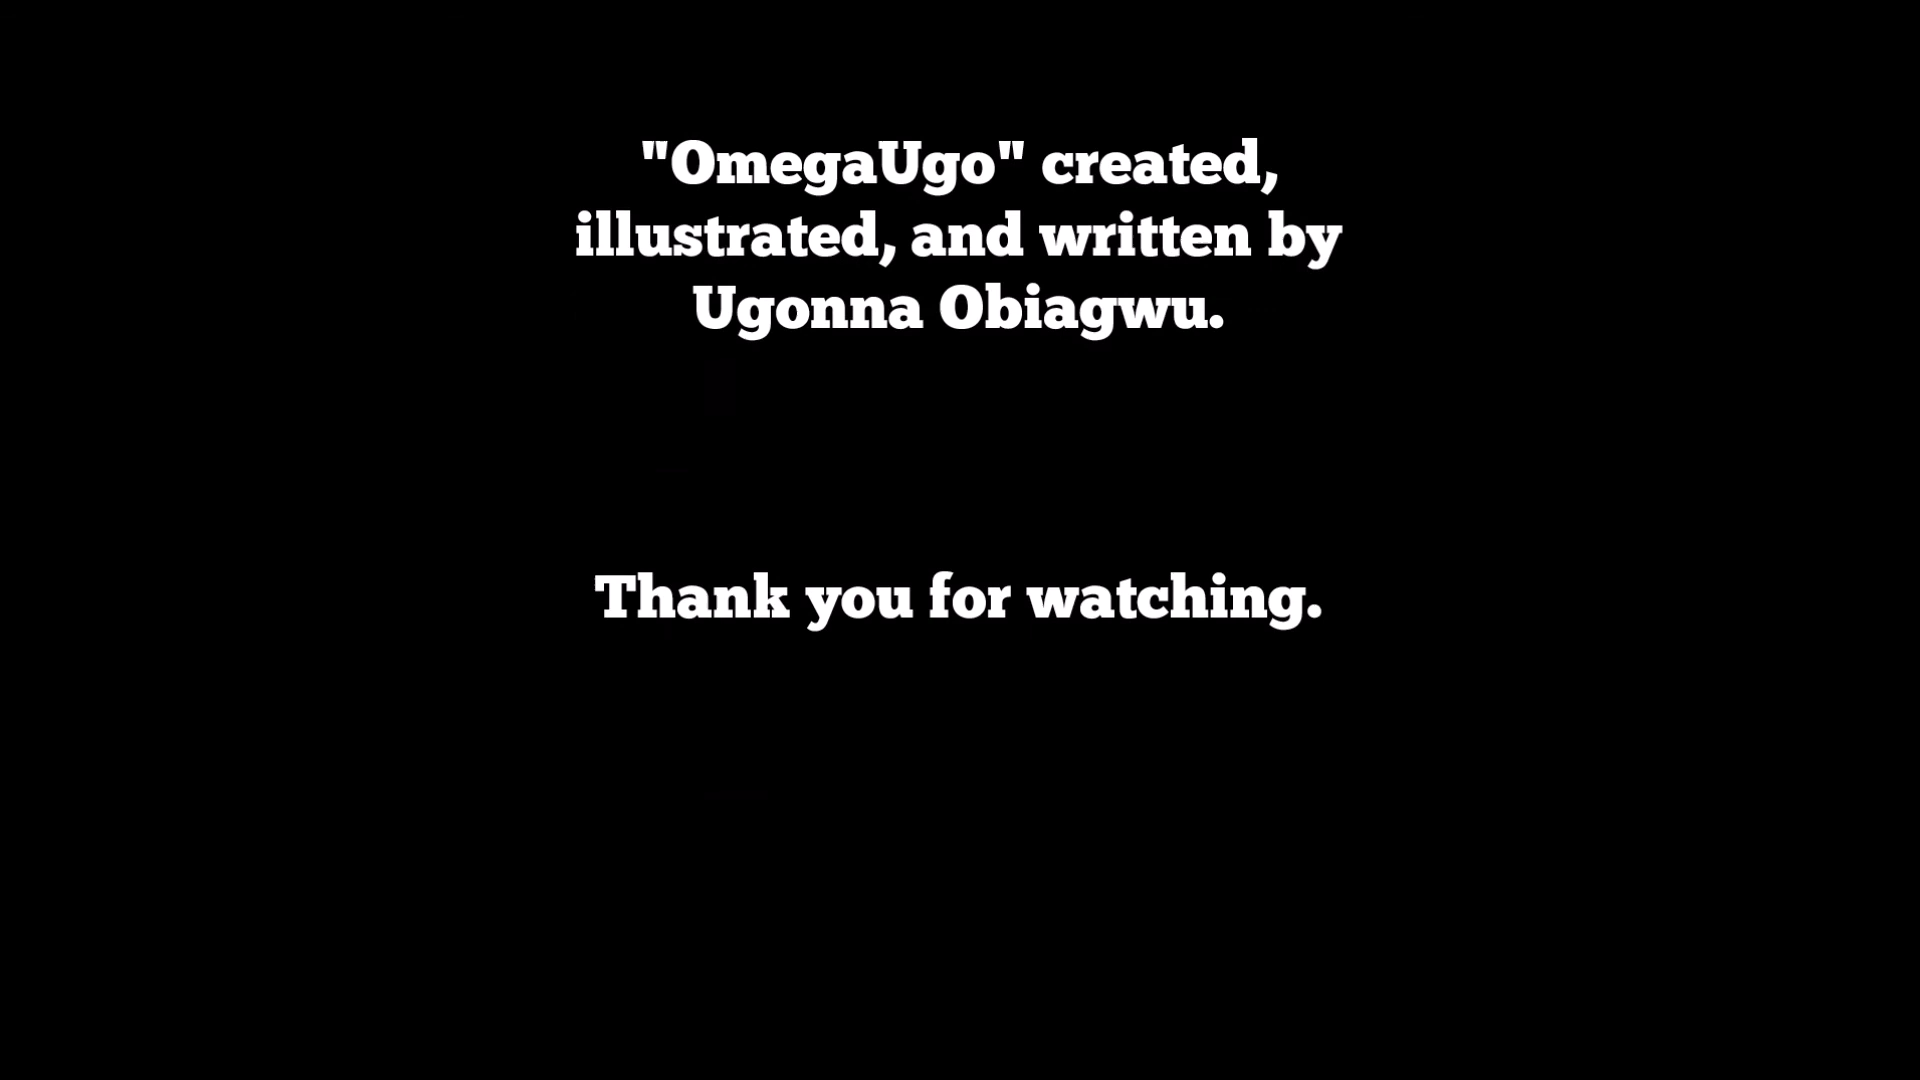 "OmegaUgo" created,
illustrated, and written by
Ugonna Obiagwu.
Thank you for watching.